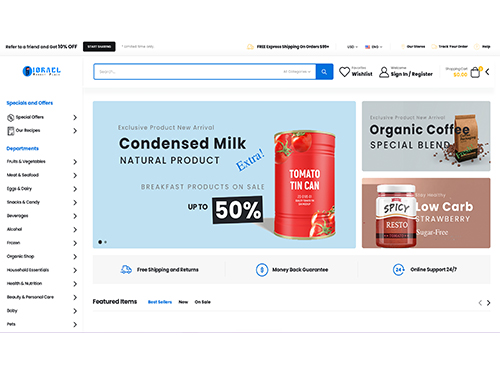 Refer to a friend and Get 10% OFF
START SHARING
* Limited time only
FREE Express Shipping On Orders $99+
USD
ENG
Our Stores
Track Your Order
Help
Search...
All Categories
Favorites
Wishlist
Welcome
Sign In / Register
Shopping Cart
$0.00
0
Specials and Offers
Special Offers
Our Recipes
Departments
Fruits & Vegetables
Meat & Seafood
Eggs & Dairy
Snacks & Candy
Beverages
Alcohol
Frozen
Organic Shop
Household Essentials
Health & Nutrition
Beauty & Personal Care
Baby
Pets
Exclusive Product New Arrival
Condensed Milk
NATURAL PRODUCT
Extra!
BREAKFAST PRODUCTS ON SALE
UP TO
50%
TOMATO
TIN CAN
Exclusive Product New Arrival
Organic Coffee
SPECIAL BLEND
Stay Healthy
Low Carb
STRAWBERRY
Sugar-Free
SPICY
RESTO
Free Shipping and Returns
Money Back Guarantee
24
Online Support 24/7
Featured Items
Best Sellers
New
On Sale